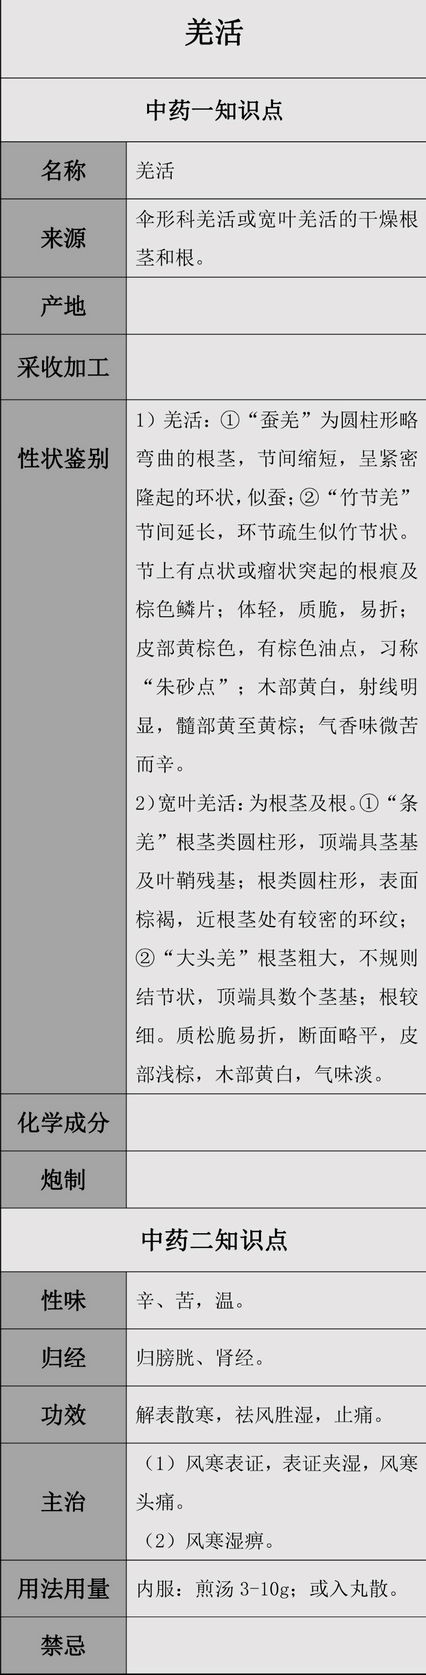 羌活
中药一知识点
名称
羌活
来源
伞形科羌活或宽叶羌活的干燥根
茎和根。
产地
采收加工
性状鉴别
1）羌活：①“蚕羌”为圆柱形略
弯曲的根茎，节间缩短，呈紧密
隆起的环状，似蚕；②“竹节羌”
节间延长，环节疏生似竹节状。
节上有点状或瘤状突起的根痕及
棕色鳞片；体轻，质脆，易折；
皮部黄棕色，有棕色油点，习称
“朱砂点”；木部黄白，射线明
显，髓部黄至黄棕；气香味微苦
而辛。
2）宽叶羌活：为根茎及根。①“条
羌”根茎类圆柱形，顶端具茎基
及叶鞘残基；根类圆柱形，表面
棕褐，近根茎处有较密的环纹；
②“大头羌”根茎粗大，不规则
结节状，顶端具数个茎基；根较
细。质松脆易折，断面略平，皮
部浅棕，木部黄白，气味淡。
化学成分
炮制
中药二知识点
性味
辛、苦，温。
归经
归膀胱、肾经。
功效
解表散寒，祛风胜湿，止痛。
主治
（1）风寒表证，表证夹湿，风寒
头痛。
（2）风寒湿痹。
用法用量
内服：煎汤 3-10g；或入丸散。
禁忌